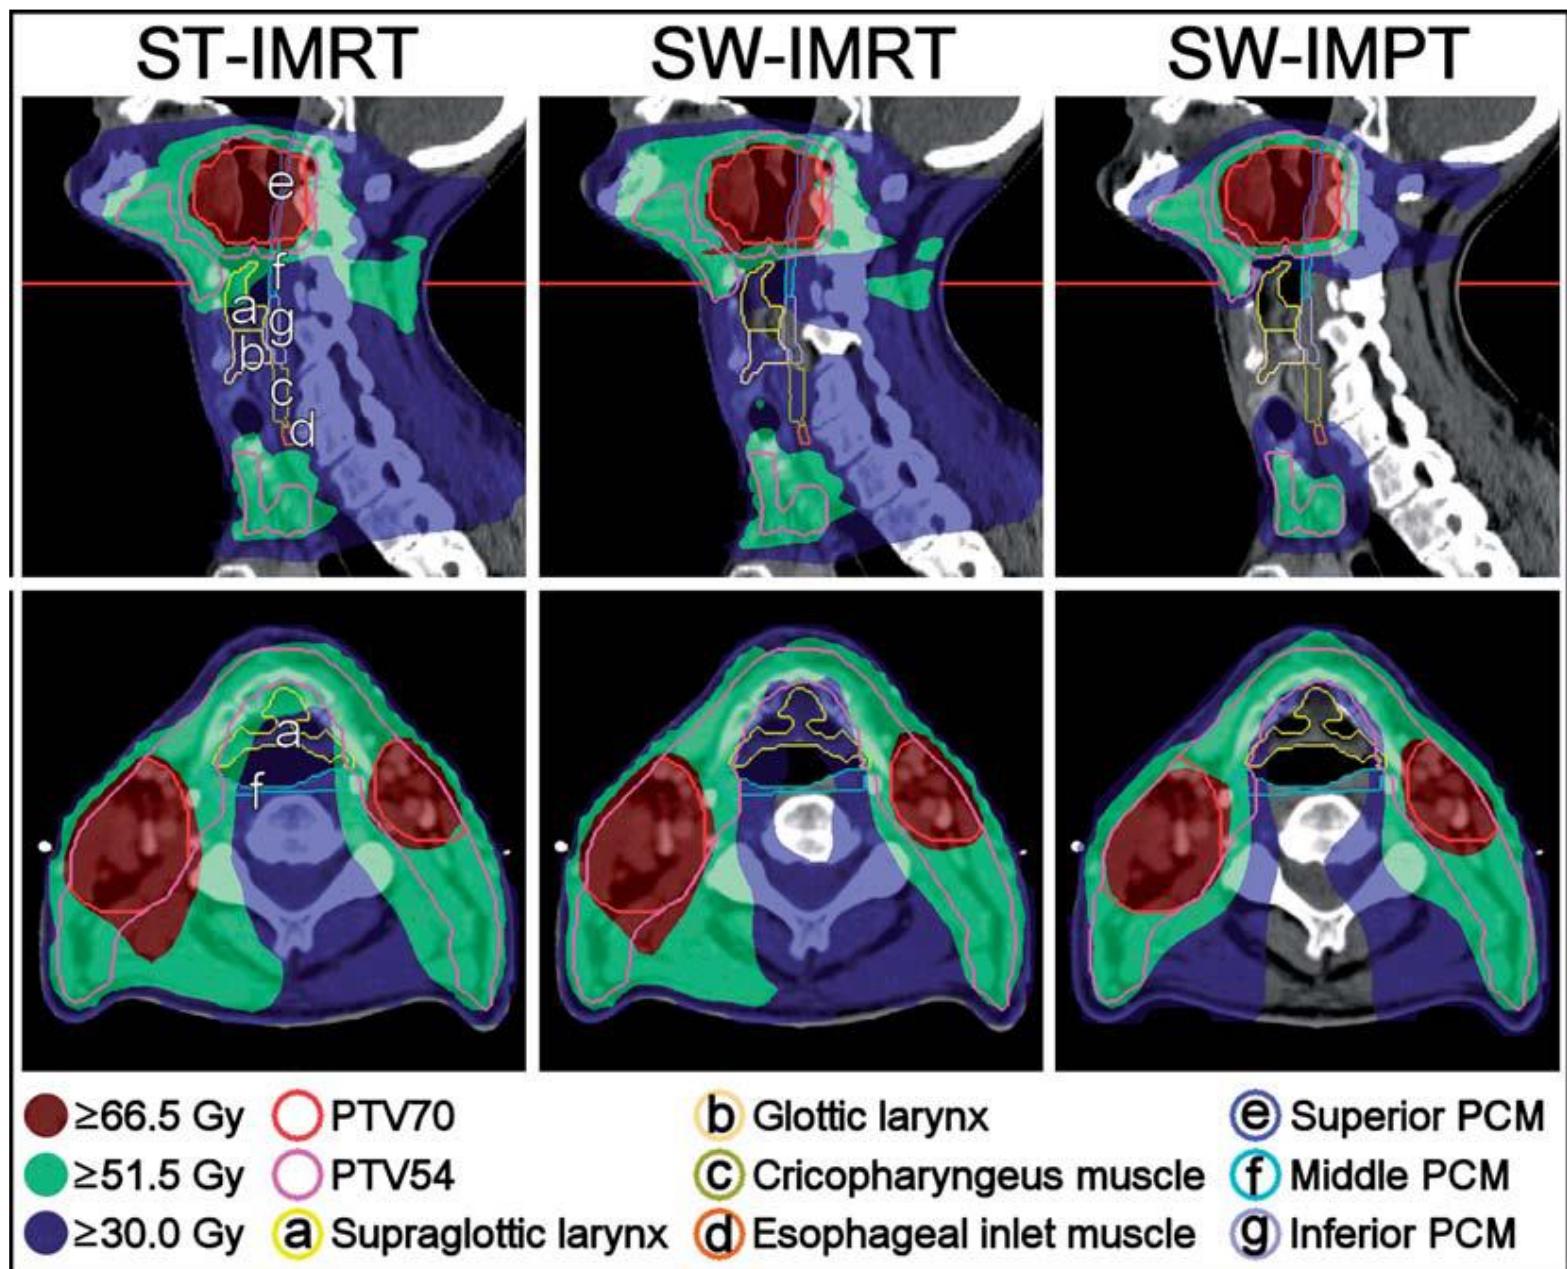 ST-IMRT SW-IMRT SW-IMPT
e
f
a
g
b
c
d
a
f
≥66.5 Gy PTV70 b Glottic larynx e Superior PCM
≥51.5 Gy PTV54 c Cricopharyngeus muscle f Middle PCM
≥30.0 Gy a Supraglottic larynx d Esophageal inlet muscle g Inferior PCM